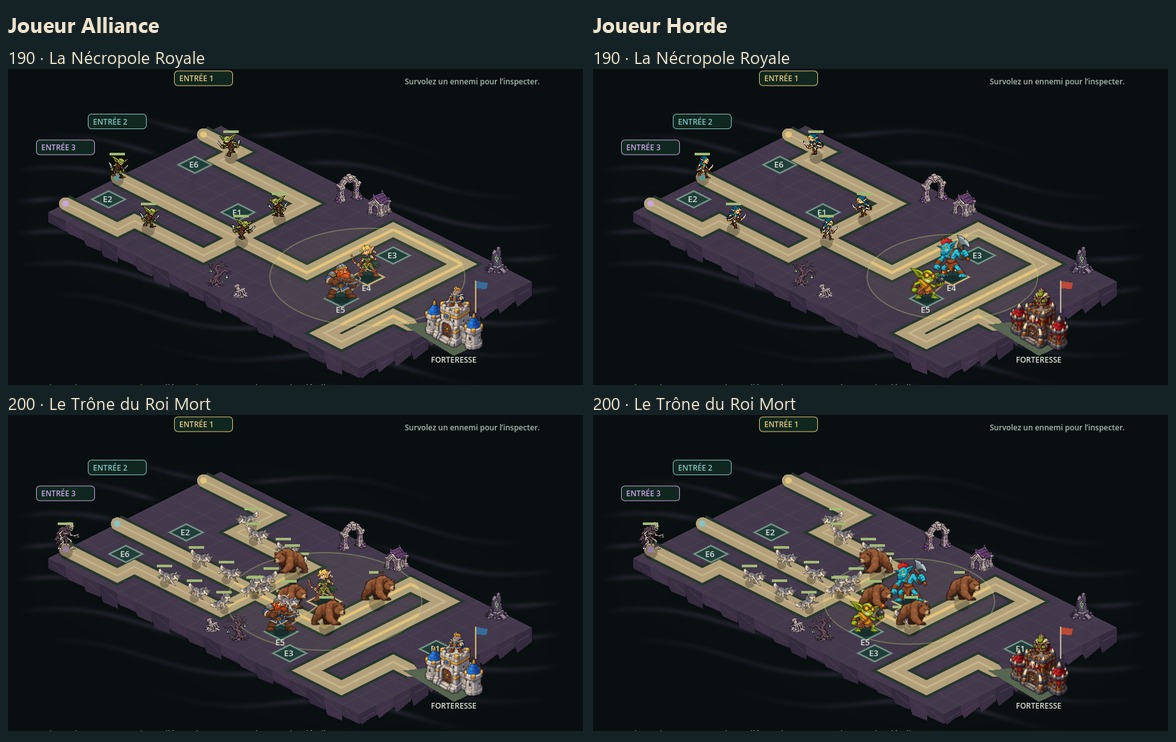 Joueur Alliance
190 · La Nécropole Royale
ENTRÉE 1
Survolez un ennemi pour l'inspecter.
ENTRÉE 2
ENTRÉE 3
E6
E2
E1
E3
E4
E5
FORTERESSE
Joueur Horde
190 · La Nécropole Royale
ENTRÉE 1
Survolez un ennemi pour l'inspecter.
ENTRÉE 2
ENTRÉE 3
E6
E2
E1
E3
E4
E5
FORTERESSE
200 · Le Trône du Roi Mort
ENTRÉE 1
Survolez un ennemi pour l'inspecter.
ENTRÉE 2
ENTRÉE 3
E2
E6
E5
E3
FORTERESSE
200 · Le Trône du Roi Mort
ENTRÉE 1
Survolez un ennemi pour l'inspecter.
ENTRÉE 2
ENTRÉE 3
E2
E6
E5
E3
FORTERESSE